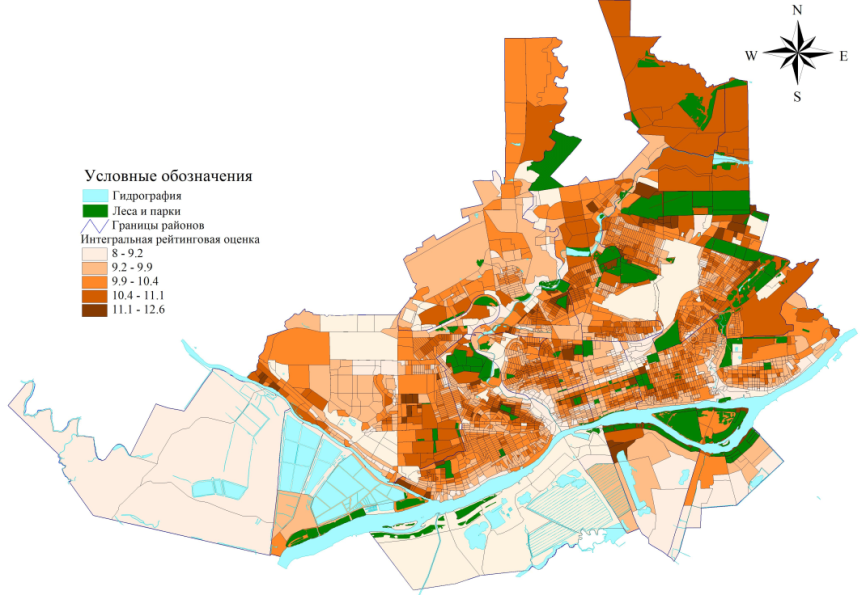 N
W E
S
Условные обозначения
Гидрография
Леса и парки
Границы районов
Интегральная рейтинговая оценка
8 - 9.2
9.2 - 9.9
9.9 - 10.4
10.4 - 11.1
11.1 - 12.6